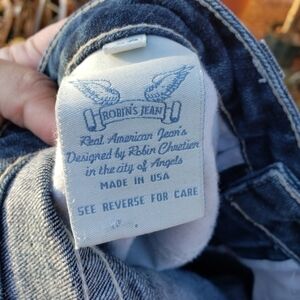 ROBIN'S JEAN
Real American Jean's
Designed by Robin Chretien
in the city of Angels
MADE IN USA
SEE REVERSE FOR CARE